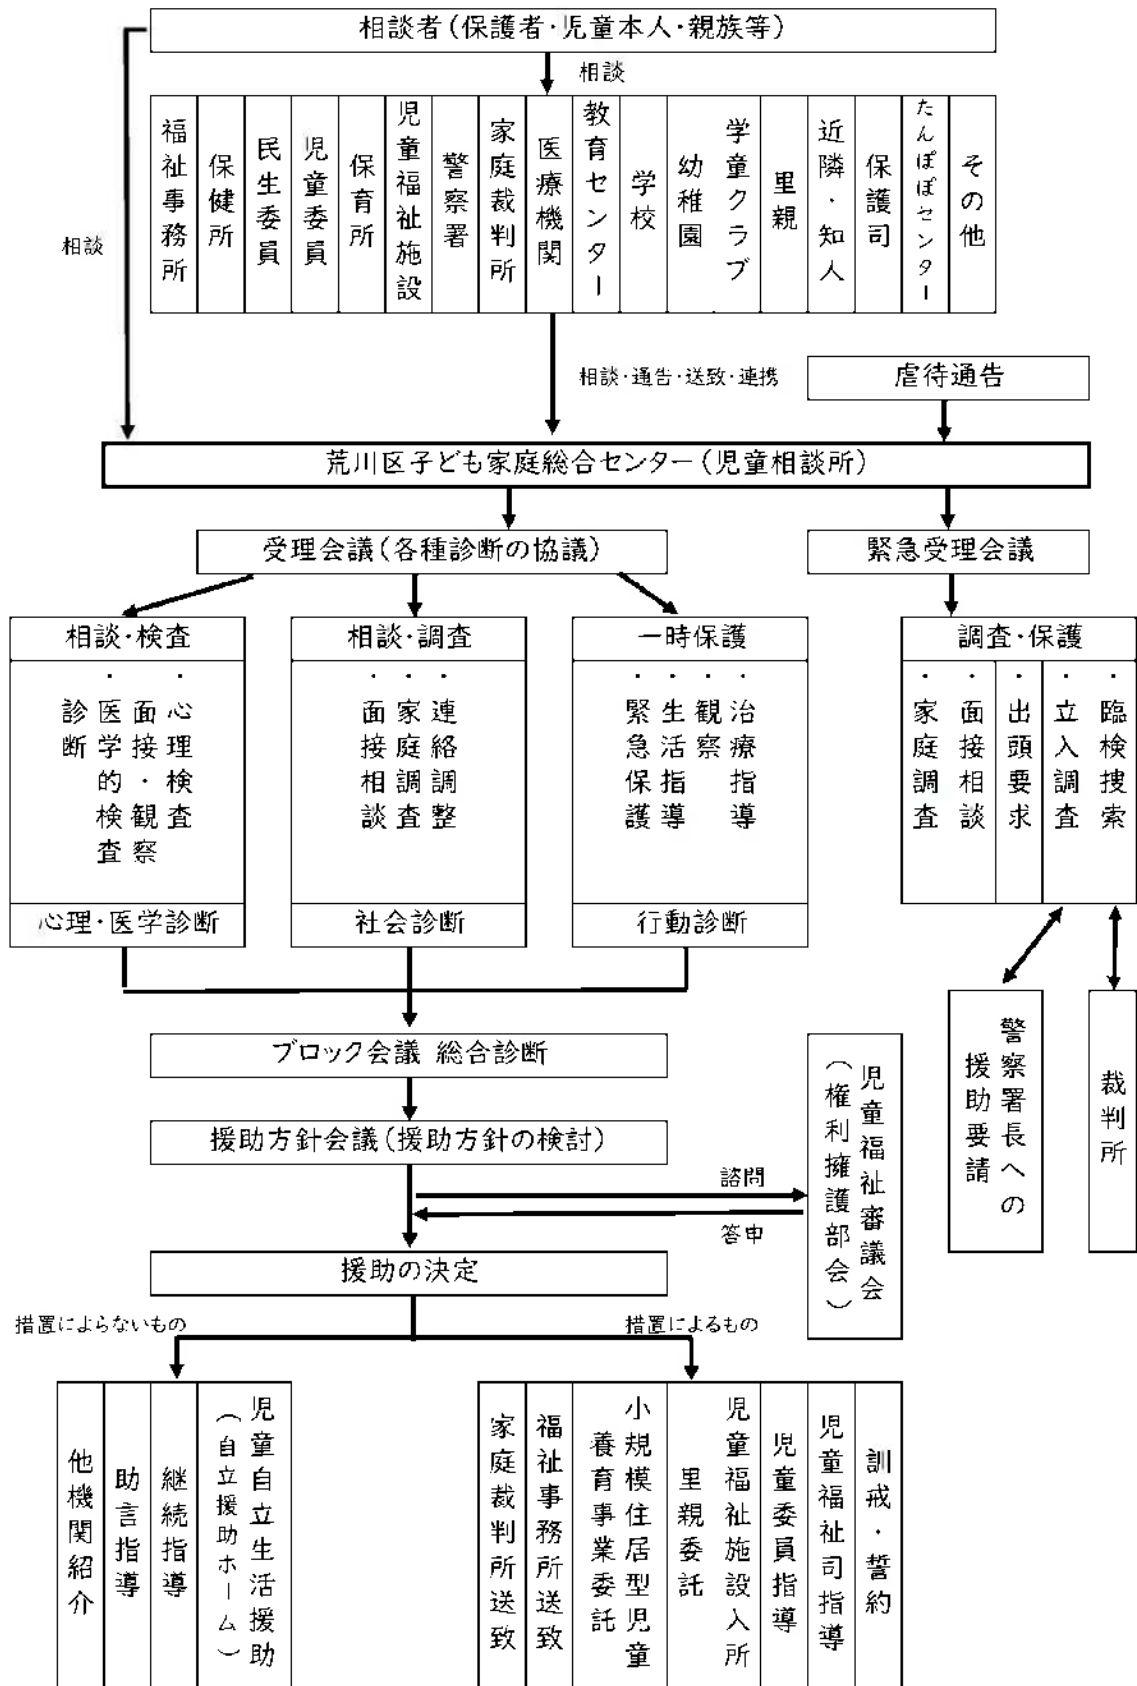 相談者(保護者・児童本人・親族等)
相談
相談
福祉事務所
保健所
民生委員
児童委員
保育所
児童福祉施設
警察署
家庭裁判所
医療機関
教育センター
学校
幼稚園
学童クラブ
里親
近隣・知人
保護司
たんぽぽセンター
その他
相談・通告・送致・連携
虐待通告
荒川区子ども家庭総合センター(児童相談所)
受理会議(各種診断の協議)
緊急受理会議
相談・検査
・心理検査
・面接・観察
・医学的検査
診断
心理・医学診断
相談・調査
・面接相談
・家庭調査
・連絡調整
社会診断
一時保護
・緊急保護
・生活指導
・観察
・治療指導
行動診断
調査・保護
・家庭調査
・面接相談
・出頭要求
・立入調査
・臨検捜索
警察署長への
援助要請
裁判所
ブロック会議 総合診断
援助方針会議(援助方針の検討)
諮問
答申
児童福祉審議会
(権利擁護部会)
援助の決定
措置によらないもの
措置によるもの
他機関紹介
助言指導
継続指導
児童自立生活援助
(自立援助ホーム)
家庭裁判所送致
福祉事務所送致
小規模住居型児童
養育事業委託
里親委託
児童福祉施設入所
児童委員指導
児童福祉司指導
訓戒・誓約